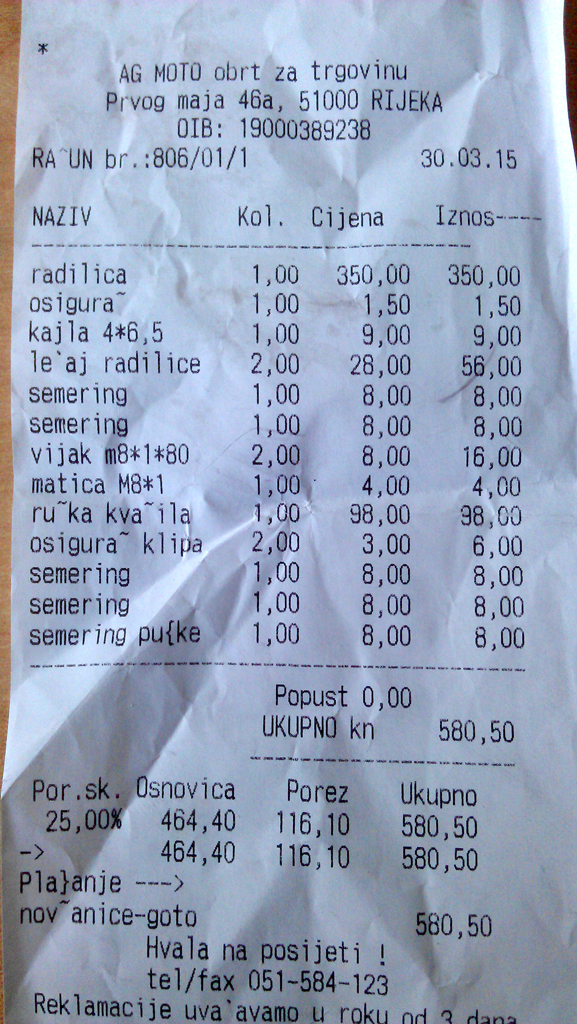 *
AG MOTO obrt za trgovinu
Prvog maja 46a, 51000 RIJEKA
OIB: 19000389238
RA~UN br.:806/01/1 30.03.15
NAZIV Kol. Cijena Iznos----
radilica 1,00 350,00 350,00
osigura~ 1,00 1,50 1,50
kajla 4*6,5 1,00 9,00 9,00
le`aj radilice 2,00 28,00 56,00
semering 1,00 8,00 8,00
semering 1,00 8,00 8,00
vijak m8*1*80 2,00 8,00 16,00
matica M8*1 1,00 4,00 4,00
ru~ka kva~ila 1,00 98,00 98,00
osigura~ klipa 2,00 3,00 6,00
semering 1,00 8,00 8,00
semering 1,00 8,00 8,00
semering pu{ke 1,00 8,00 8,00
Popust 0,00
UKUPNO kn 580,50
Por.sk. Osnovica Porez Ukupno
25,00% 464,40 116,10 580,50
-> 464,40 116,10 580,50
Pla}anje --->
nov~anice-goto 580,50
Hvala na posijeti !
tel/fax 051-584-123
Reklamacije uva`avamo u roku od 3 dana